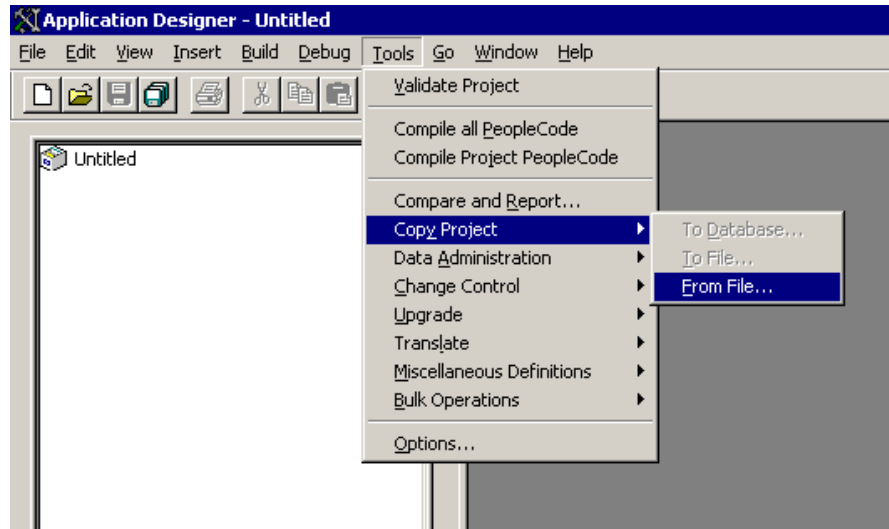 Application Designer - Untitled
File Edit View Insert Build Debug Tools Go Window Help
Untitled
Validate Project
Compile all PeopleCode
Compile Project PeopleCode
Compare and Report...
Copy Project
Data Administration
Change Control
Upgrade
Translate
Miscellaneous Definitions
Bulk Operations
Options...
To Database...
To File...
From File...